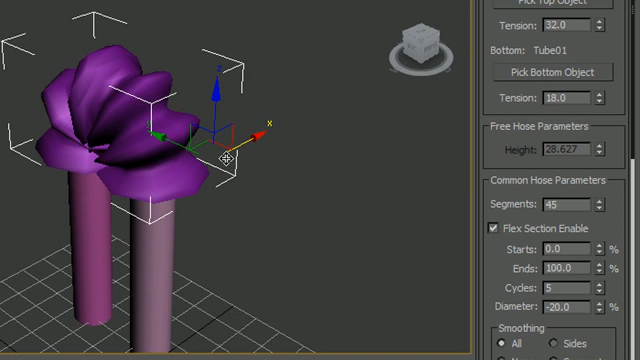 Pick Top Object
Tension: 32.0
Bottom: Tube01
Pick Bottom Object
Tension: 18.0
Free Hose Parameters
Height: 28.627
Common Hose Parameters
Segments: 45
Flex Section Enable
Starts: 0.0 %
Ends: 100.0 %
Cycles: 5
Diameter: -20.0 %
Smoothing
All Sides
z
x